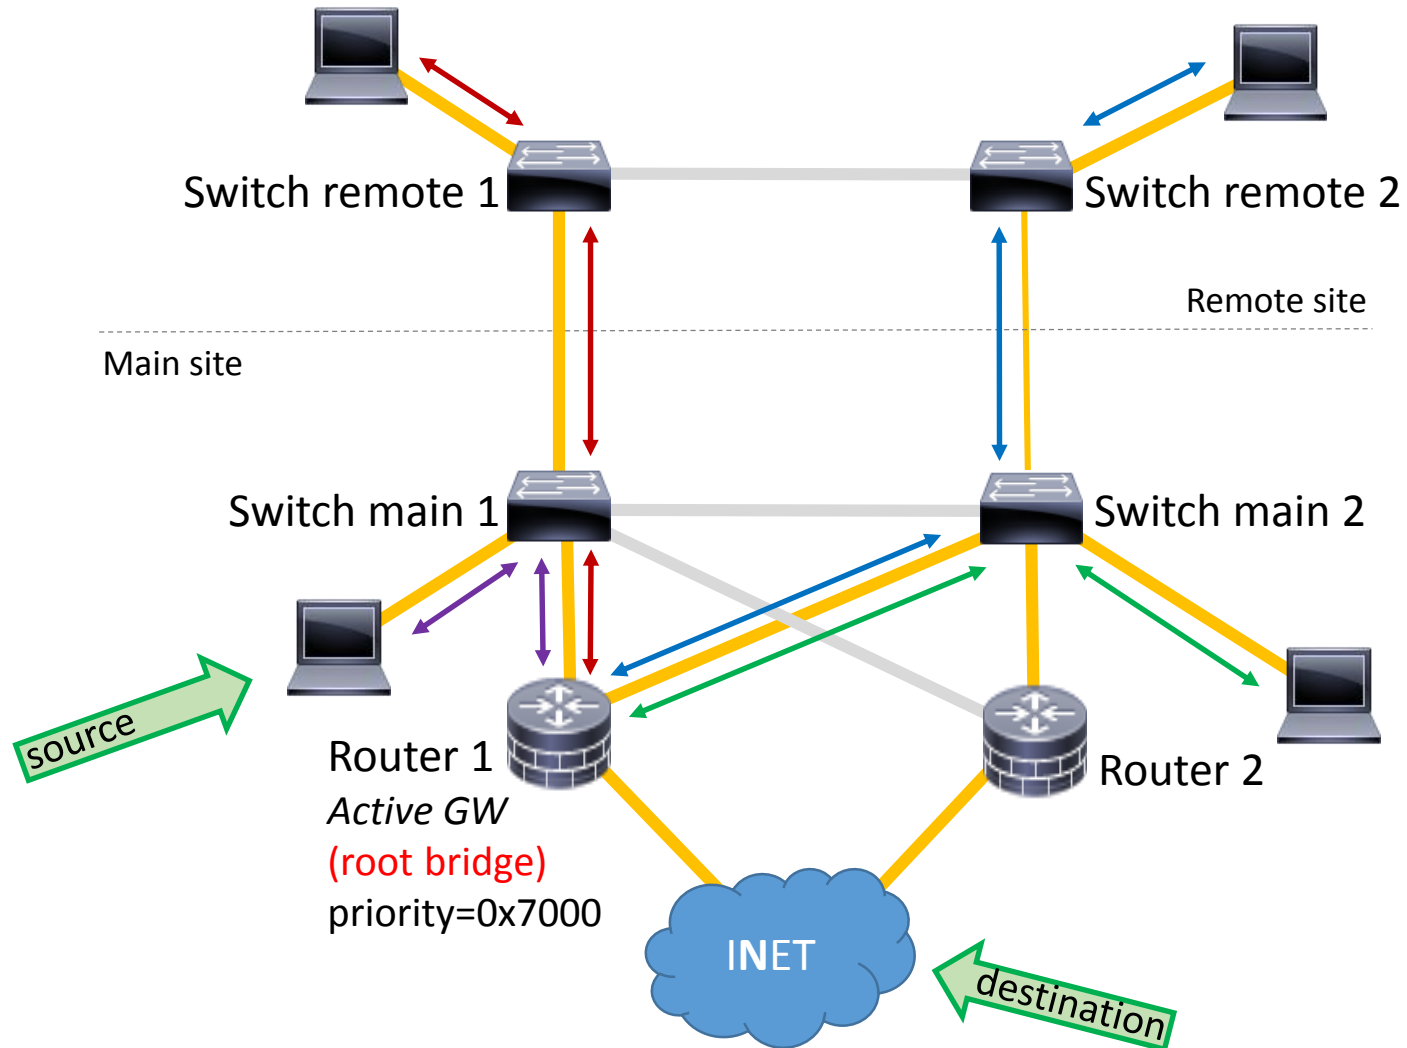 Switch remote 1
Switch remote 2
Remote site
Main site
Switch main 1
Switch main 2
source
Router 1
Active GW
(root bridge)
priority=0x7000
Router 2
INET
destination